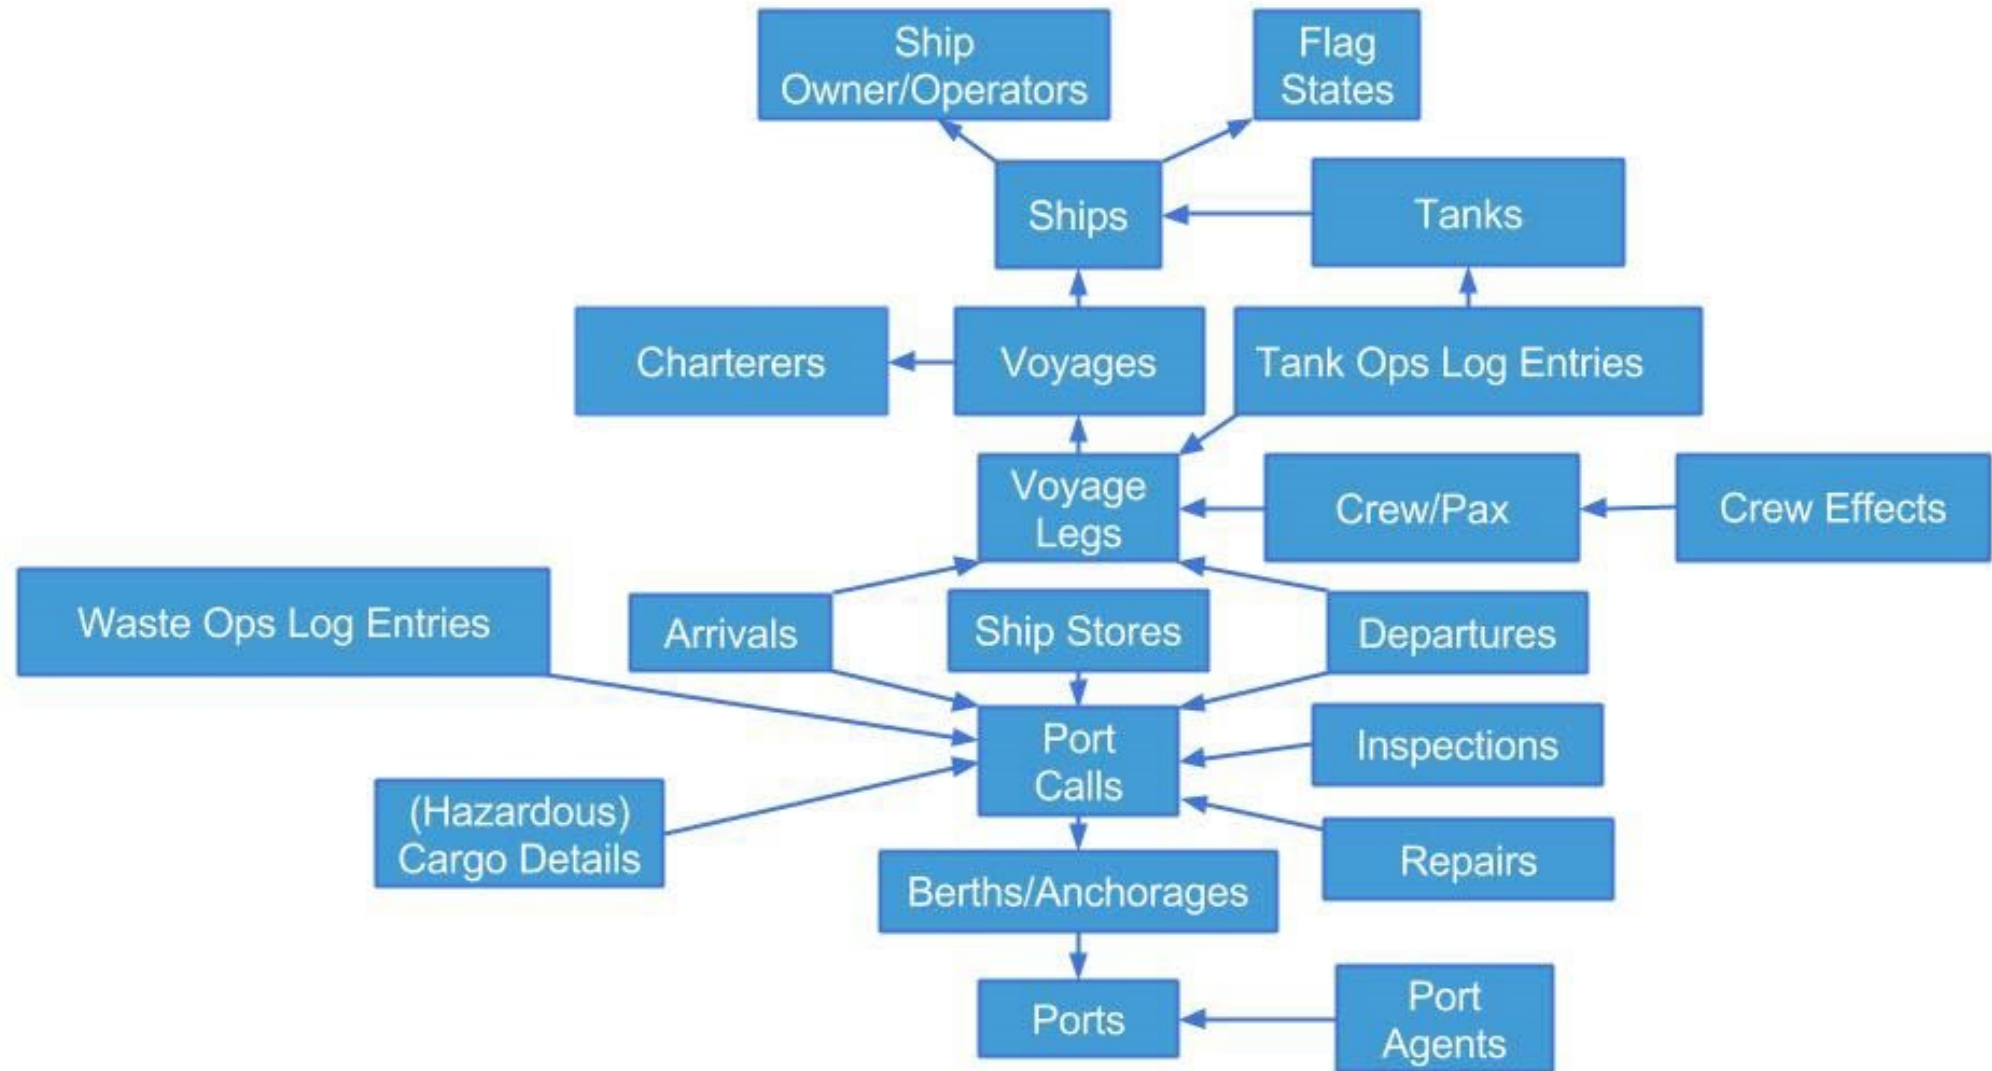 Ship
Owner/Operators
Flag
States
Ships
Tanks
Charterers
Voyages
Tank Ops Log Entries
Voyage
Legs
Crew/Pax
Crew Effects
Waste Ops Log Entries
Arrivals
Ship Stores
Departures
Port
Calls
Inspections
(Hazardous)
Cargo Details
Repairs
Berths/Anchorages
Ports
Port
Agents